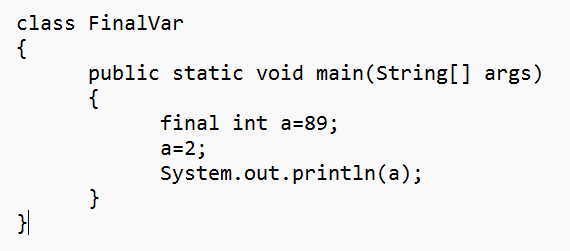 class FinalVar
{
public static void main(String[] args)
{
final int a=89;
a=2;
System.out.println(a);
}
}